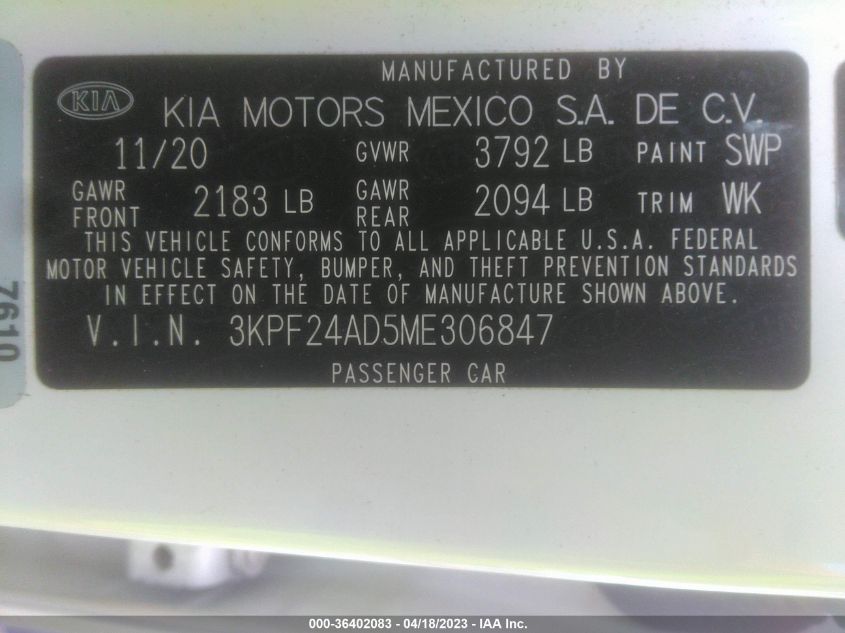 MANUFACTURED BY
KIA KIA MOTORS MEXICO S.A. DE C.V.
11/20 GVWR 3792 LB PAINT SWP
GAWR FRONT 2183 LB GAWR REAR 2094 LB TRIM WK
THIS VEHICLE CONFORMS TO ALL APPLICABLE U.S.A. FEDERAL
MOTOR VEHICLE SAFETY, BUMPER, AND THEFT PREVENTION STANDARDS
IN EFFECT ON THE DATE OF MANUFACTURE SHOWN ABOVE.
V.I.N. 3KPF24AD5ME306847
PASSENGER CAR
7610
000-36402083 - 04/18/2023 - IAA Inc.